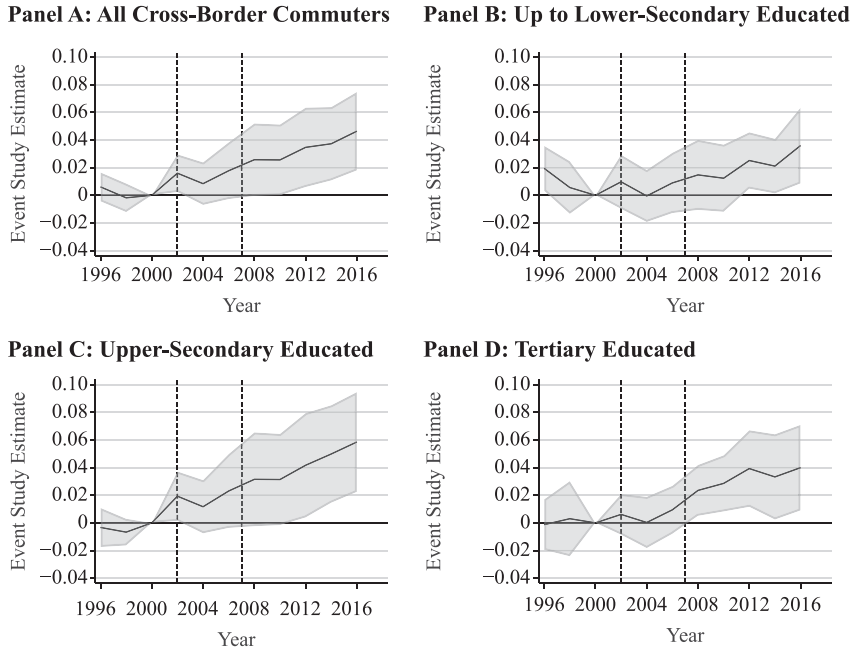 Panel A: All Cross-Border Commuters
Event Study Estimate
0.10
0.08
0.06
0.04
0.02
0
−0.02
−0.04
1996 2000 2004 2008 2012 2016
Year
Panel B: Up to Lower-Secondary Educated
Event Study Estimate
0.10
0.08
0.06
0.04
0.02
0
−0.02
−0.04
1996 2000 2004 2008 2012 2016
Year
Panel C: Upper-Secondary Educated
Event Study Estimate
0.10
0.08
0.06
0.04
0.02
0
−0.02
−0.04
1996 2000 2004 2008 2012 2016
Year
Panel D: Tertiary Educated
Event Study Estimate
0.10
0.08
0.06
0.04
0.02
0
−0.02
−0.04
1996 2000 2004 2008 2012 2016
Year